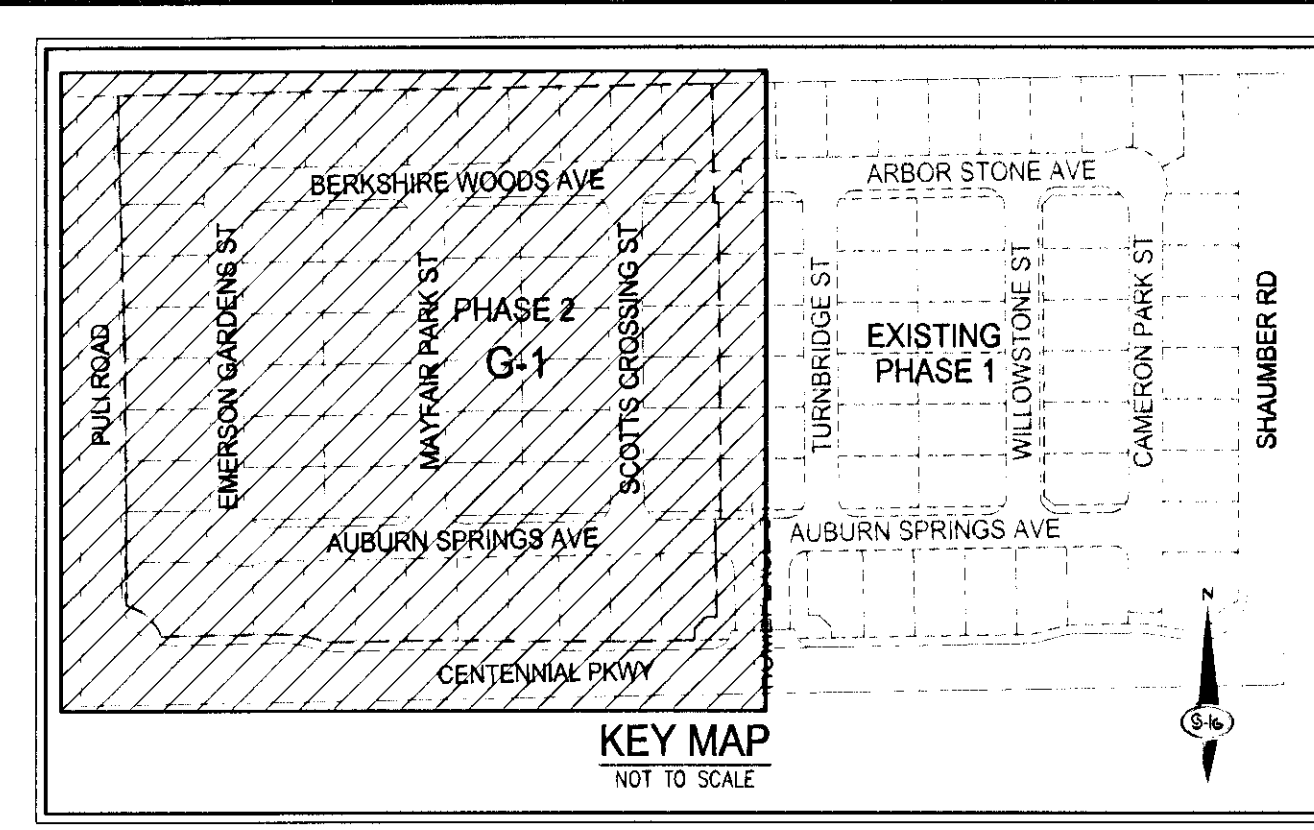 BERKSHIRE WOODS AVE
ARBOR STONE AVE
PULI ROAD
EMERSON GARDENS ST
MAYFAIR PARK ST
PHASE 2
G-1
SCOTTS CROSSING ST
TURNBRIDGE ST
EXISTING
PHASE 1
WILLOWSTONE ST
CAMERON PARK ST
SHAUMBER RD
AUBURN SPRINGS AVE
AUBURN SPRINGS AVE
CENTENNIAL PKWY
N
S-16
KEY MAP
NOT TO SCALE